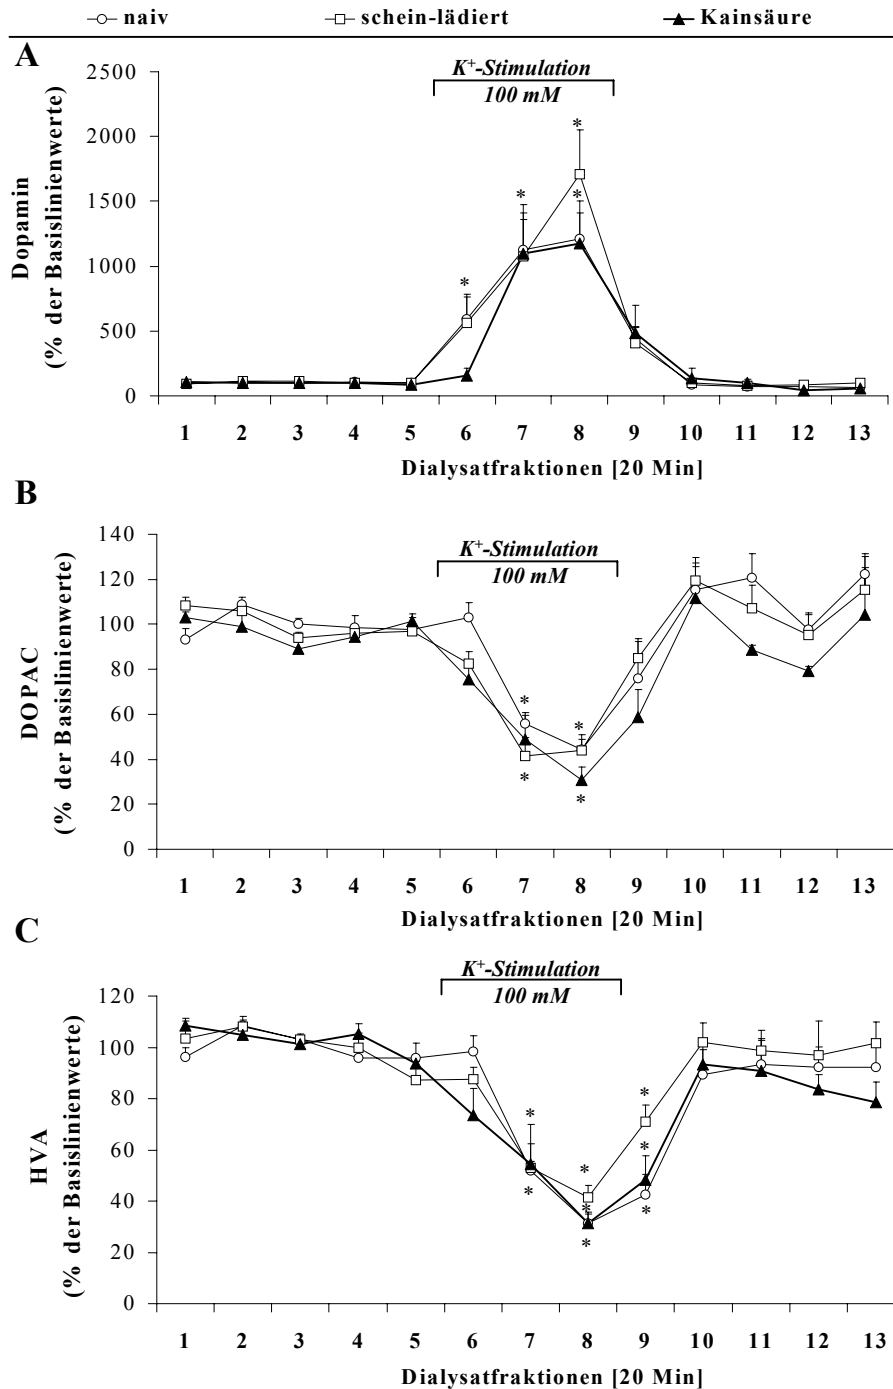 naiv schein-lädiert Kainsäure
A
K⁺-Stimulation
100 mM
Dopamin
(% der Basislinienwerte)
2500
2000
1500
1000
500
0
* * * *
1 2 3 4 5 6 7 8 9 10 11 12 13
Dialysatfraktionen [20 Min]
B
K⁺-Stimulation
100 mM
DOPAC
(% der Basislinienwerte)
140
120
100
80
60
40
20
0
* *
* *
1 2 3 4 5 6 7 8 9 10 11 12 13
Dialysatfraktionen [20 Min]
C
K⁺-Stimulation
100 mM
HVA
(% der Basislinienwerte)
120
100
80
60
40
20
0
* * * * * * * *
1 2 3 4 5 6 7 8 9 10 11 12 13
Dialysatfraktionen [20 Min]